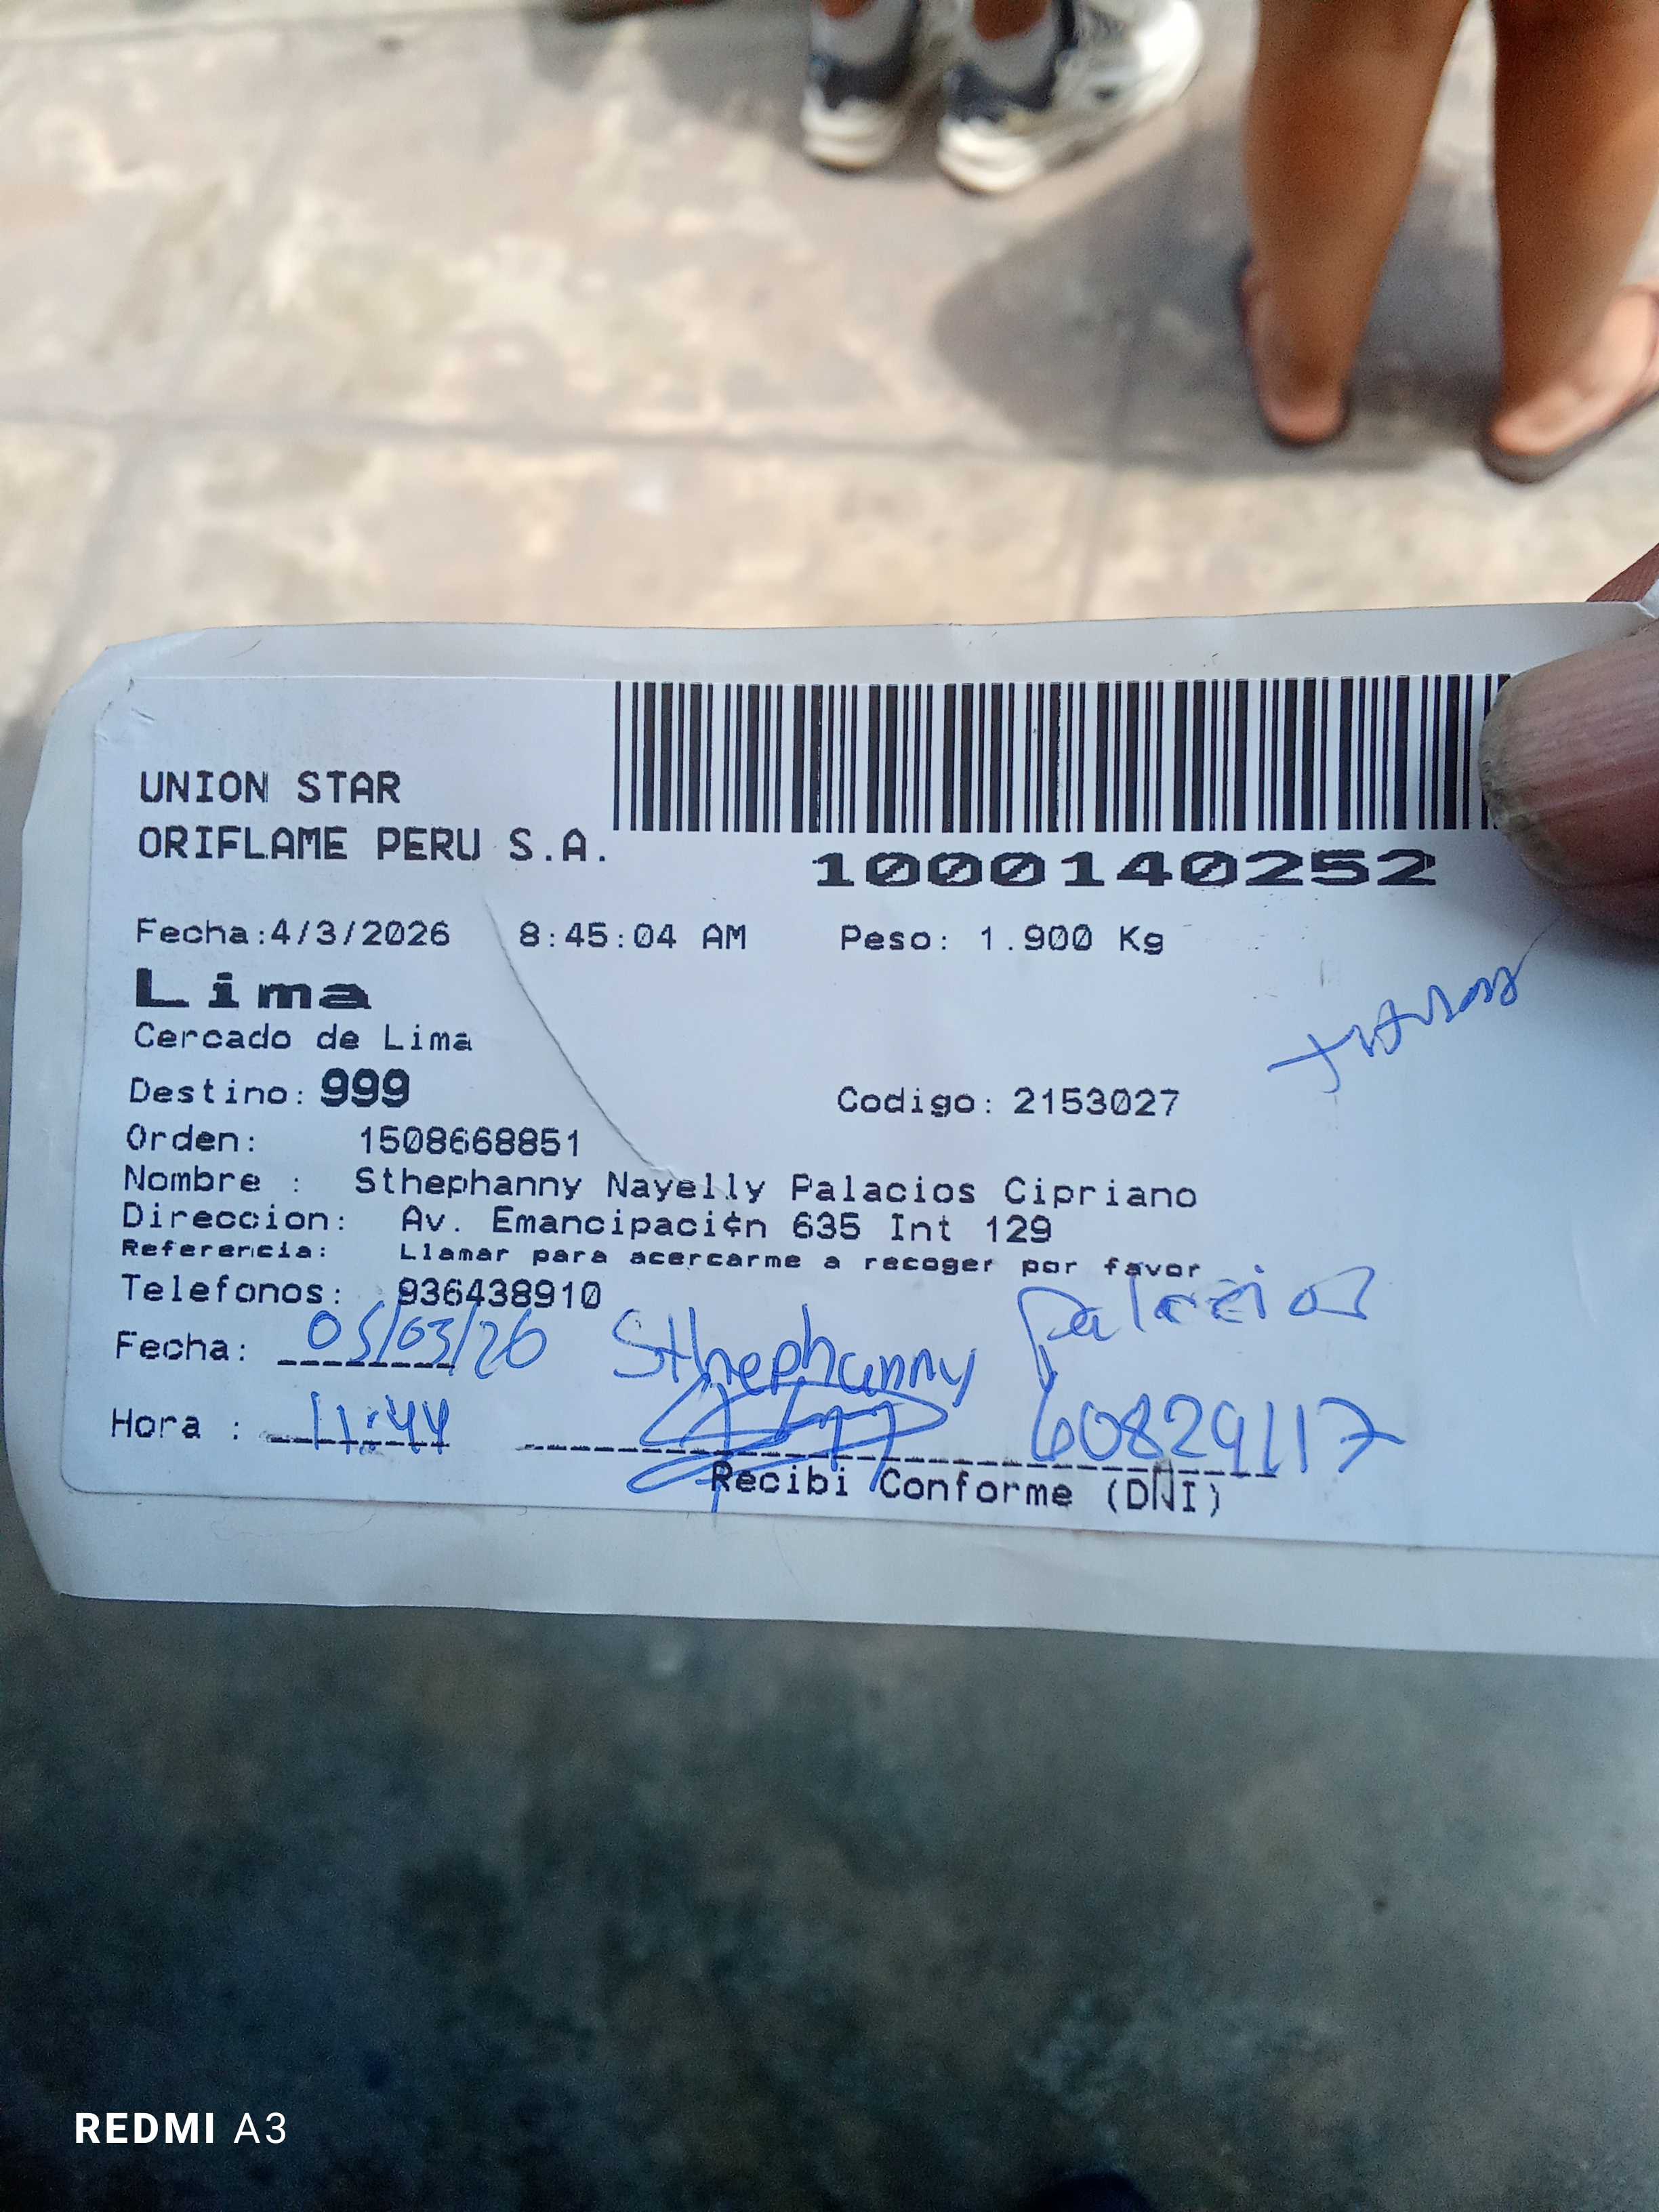 UNION STAR
ORIFLAME PERU S.A.
1000140252
Fecha:4/3/2026 8:45:04 AM Peso: 1.900 Kg
Lima
Cercado de Lima
Destino: 999 Codigo: 2153027
Orden: 1508668851
Nombre : Sthephanny Nayelly Palacios Cipriano
Direccion: Av. Emancipaci¢n 635 Int 129
Referencia: Llamar para acercarme a recoger por favor
Telefonos: 936438910
Fecha: 05/03/26 Sthephanny Palacios
Hora : 11:44 60829117
Recibi Conforme (DNI)
REDMI A3